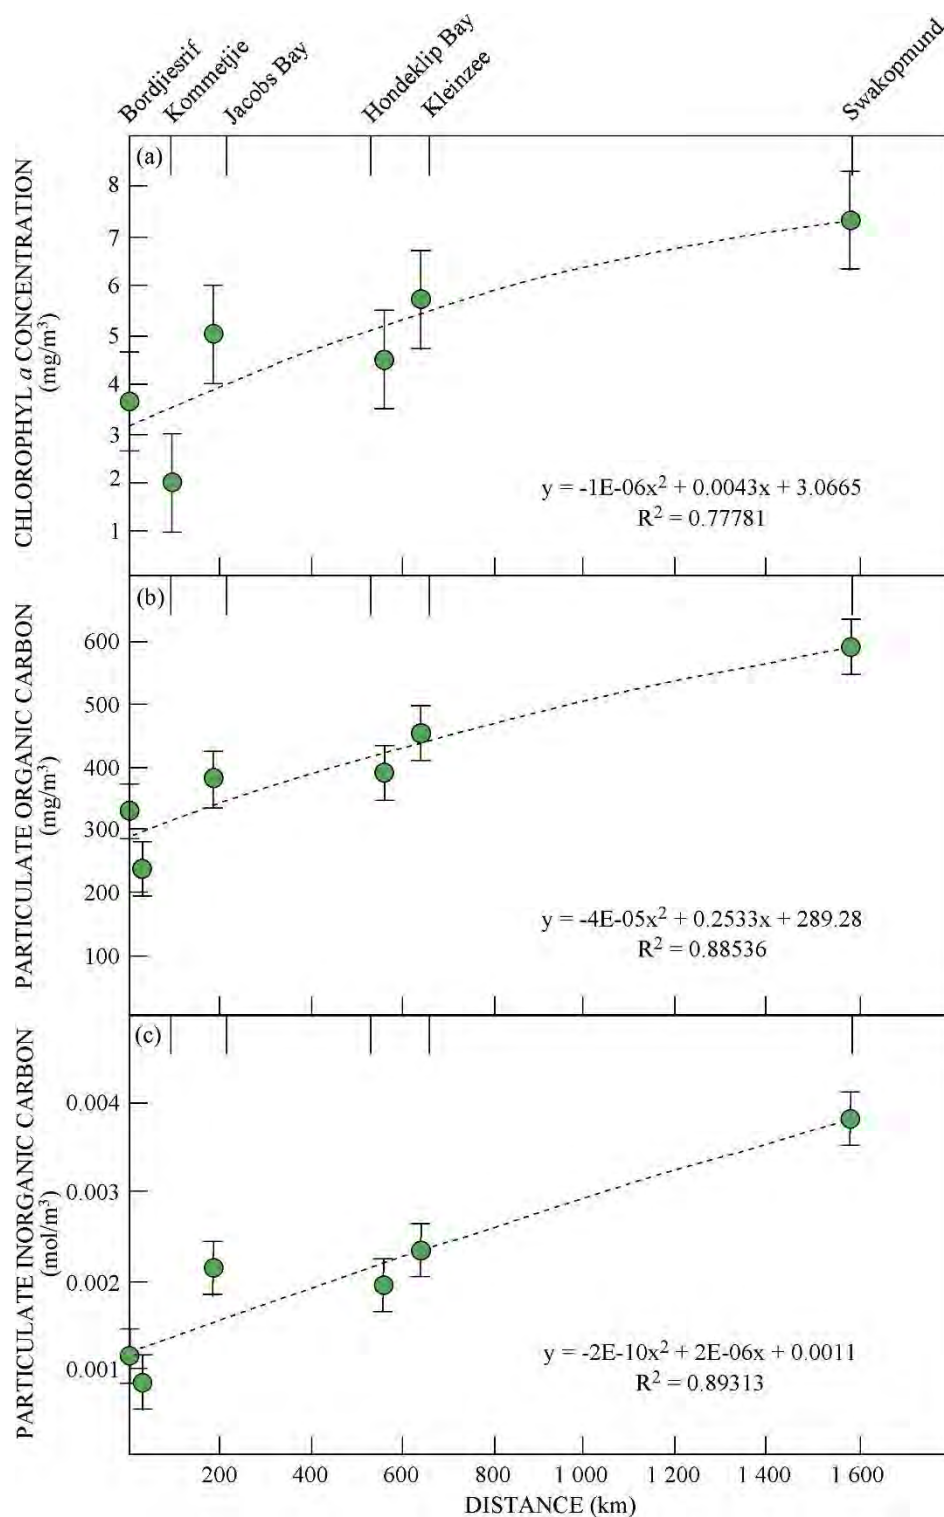 Bordjiesrif
Kommetjie
Jacobs Bay
Hondeklip Bay
Kleinzee
Swakopmund
(a)
CHLOROPHYL a CONCENTRATION
(mg/m³)
8
7
6
5
4
3
2
1
y = -1E-06x² + 0.0043x + 3.0665
R² = 0.77781
(b)
PARTICULATE ORGANIC CARBON
(mg/m³)
600
500
400
300
200
100
y = -4E-05x² + 0.2533x + 289.28
R² = 0.88536
(c)
PARTICULATE INORGANIC CARBON
(mol/m³)
0.004
0.003
0.002
0.001
y = -2E-10x² + 2E-06x + 0.0011
R² = 0.89313
200 400 600 800 1 000 1 200 1 400 1 600
DISTANCE (km)